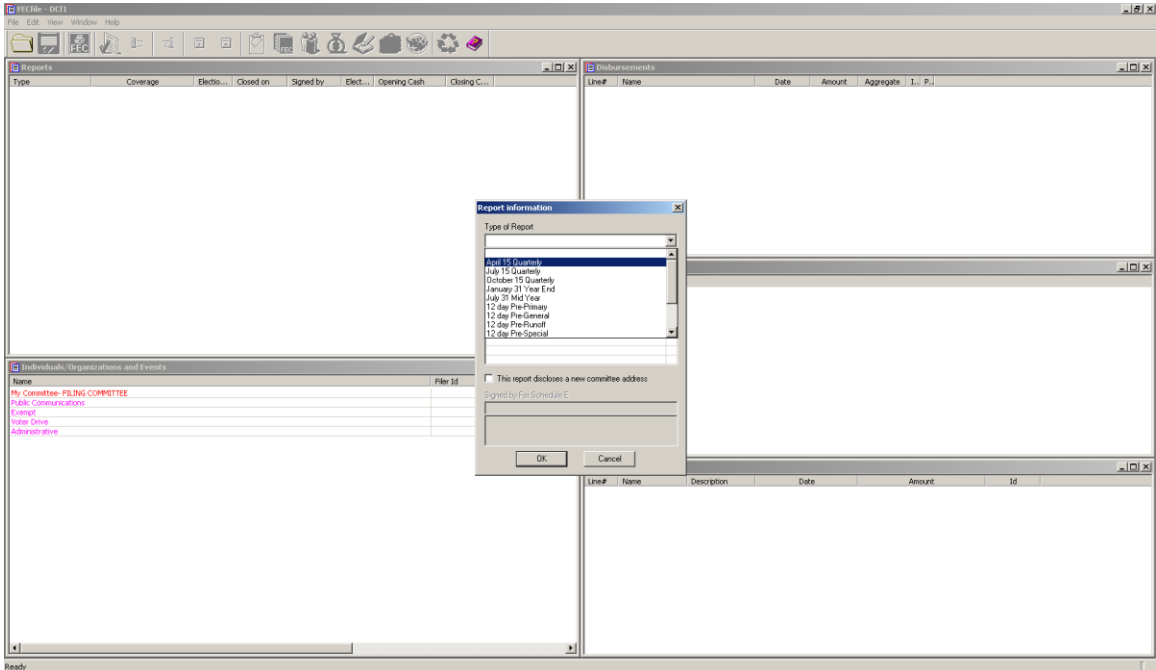 FECfile - DCf1
File Edit View Window Help
FEC FEC
Reports
Type Coverage Electio... Closed on Signed by Elect... Opening Cash Closing C...
Disbursements
Line# Name Date Amount Aggregate I... P...
Report information
Type of Report
April 15 Quarterly
July 15 Quarterly
October 15 Quarterly
January 31 Year End
July 31 Mid Year
12 day Pre-Primary
12 day Pre-General
12 day Pre-Runoff
12 day Pre-Special
This report discloses a new committee address
Signed by For Schedule E
OK Cancel
Individuals/Organizations and Events
Name Filer Id
My Committee- FILING COMMITTEE
Public Communications
Exempt
Voter Drive
Administrative
Line# Name Description Date Amount Id
Ready